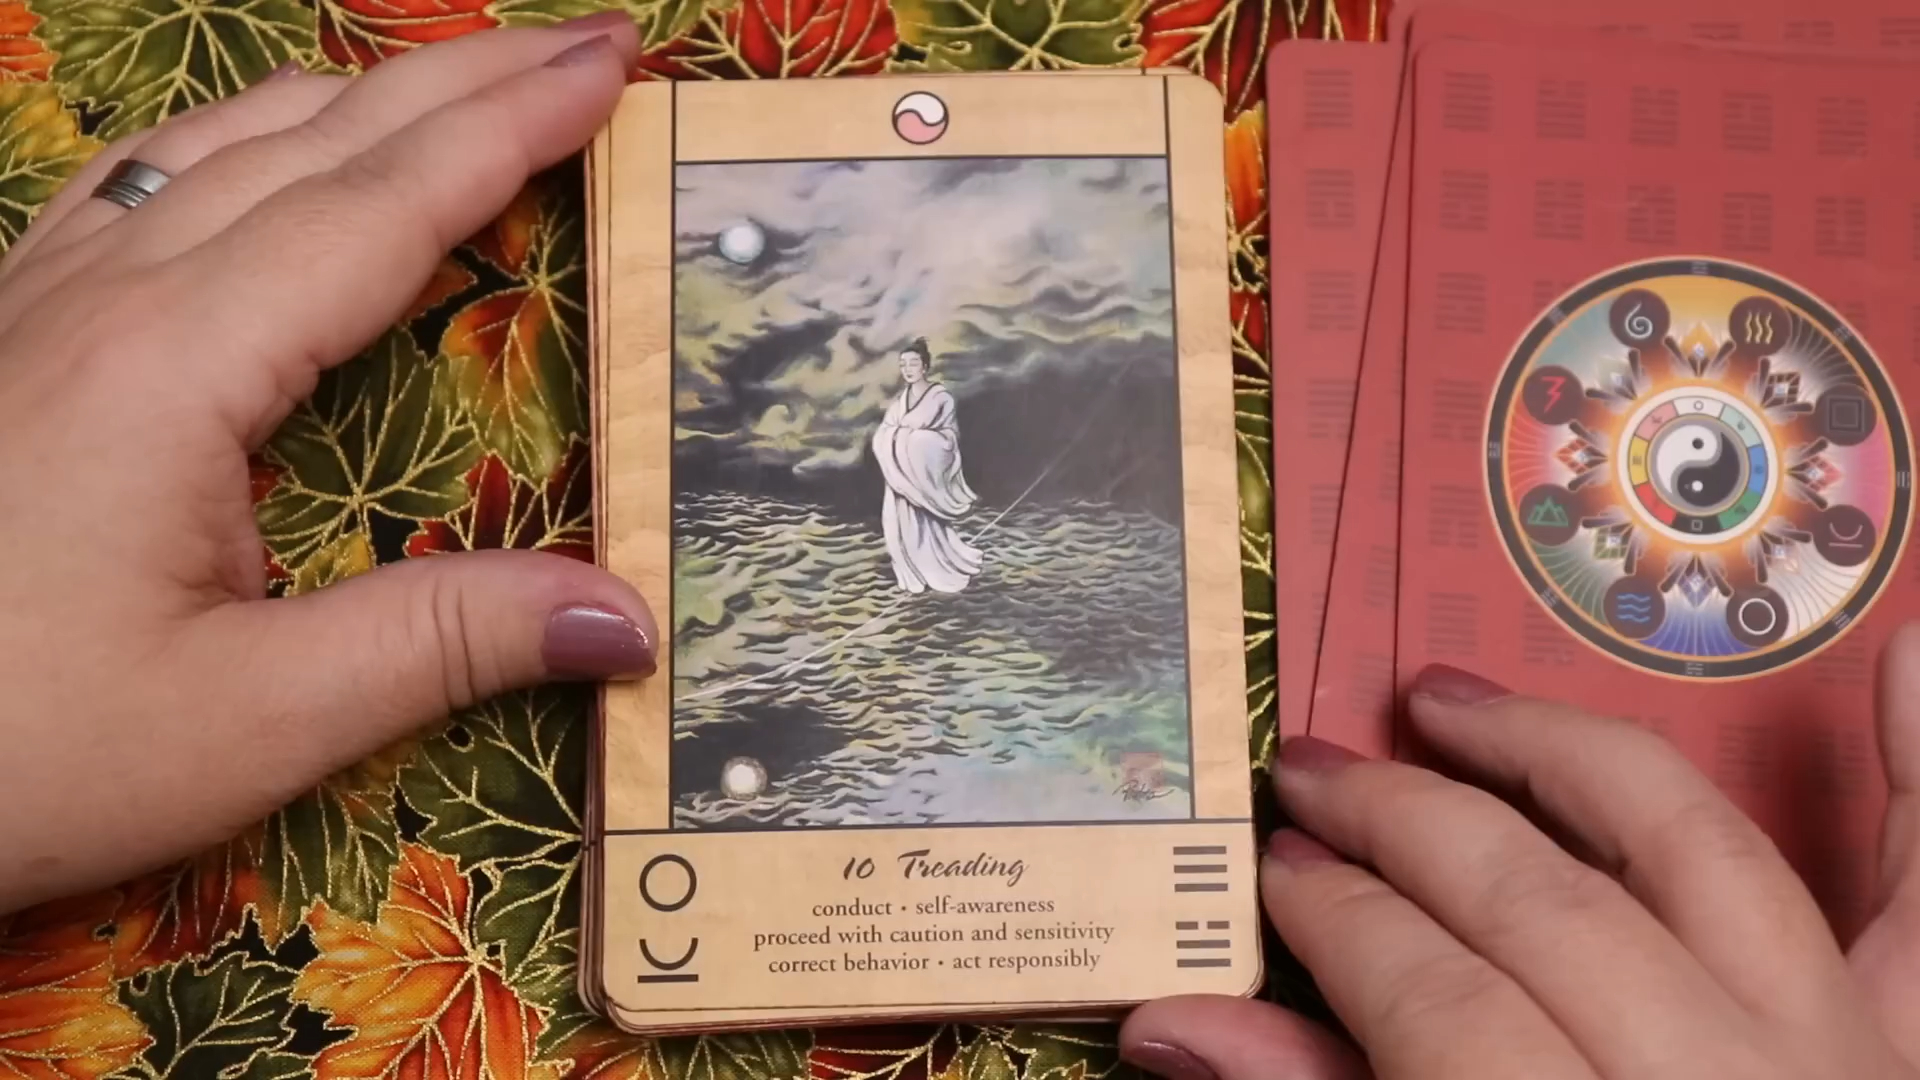 10 Treading
conduct • self-awareness
proceed with caution and sensitivity
correct behavior • act responsibly